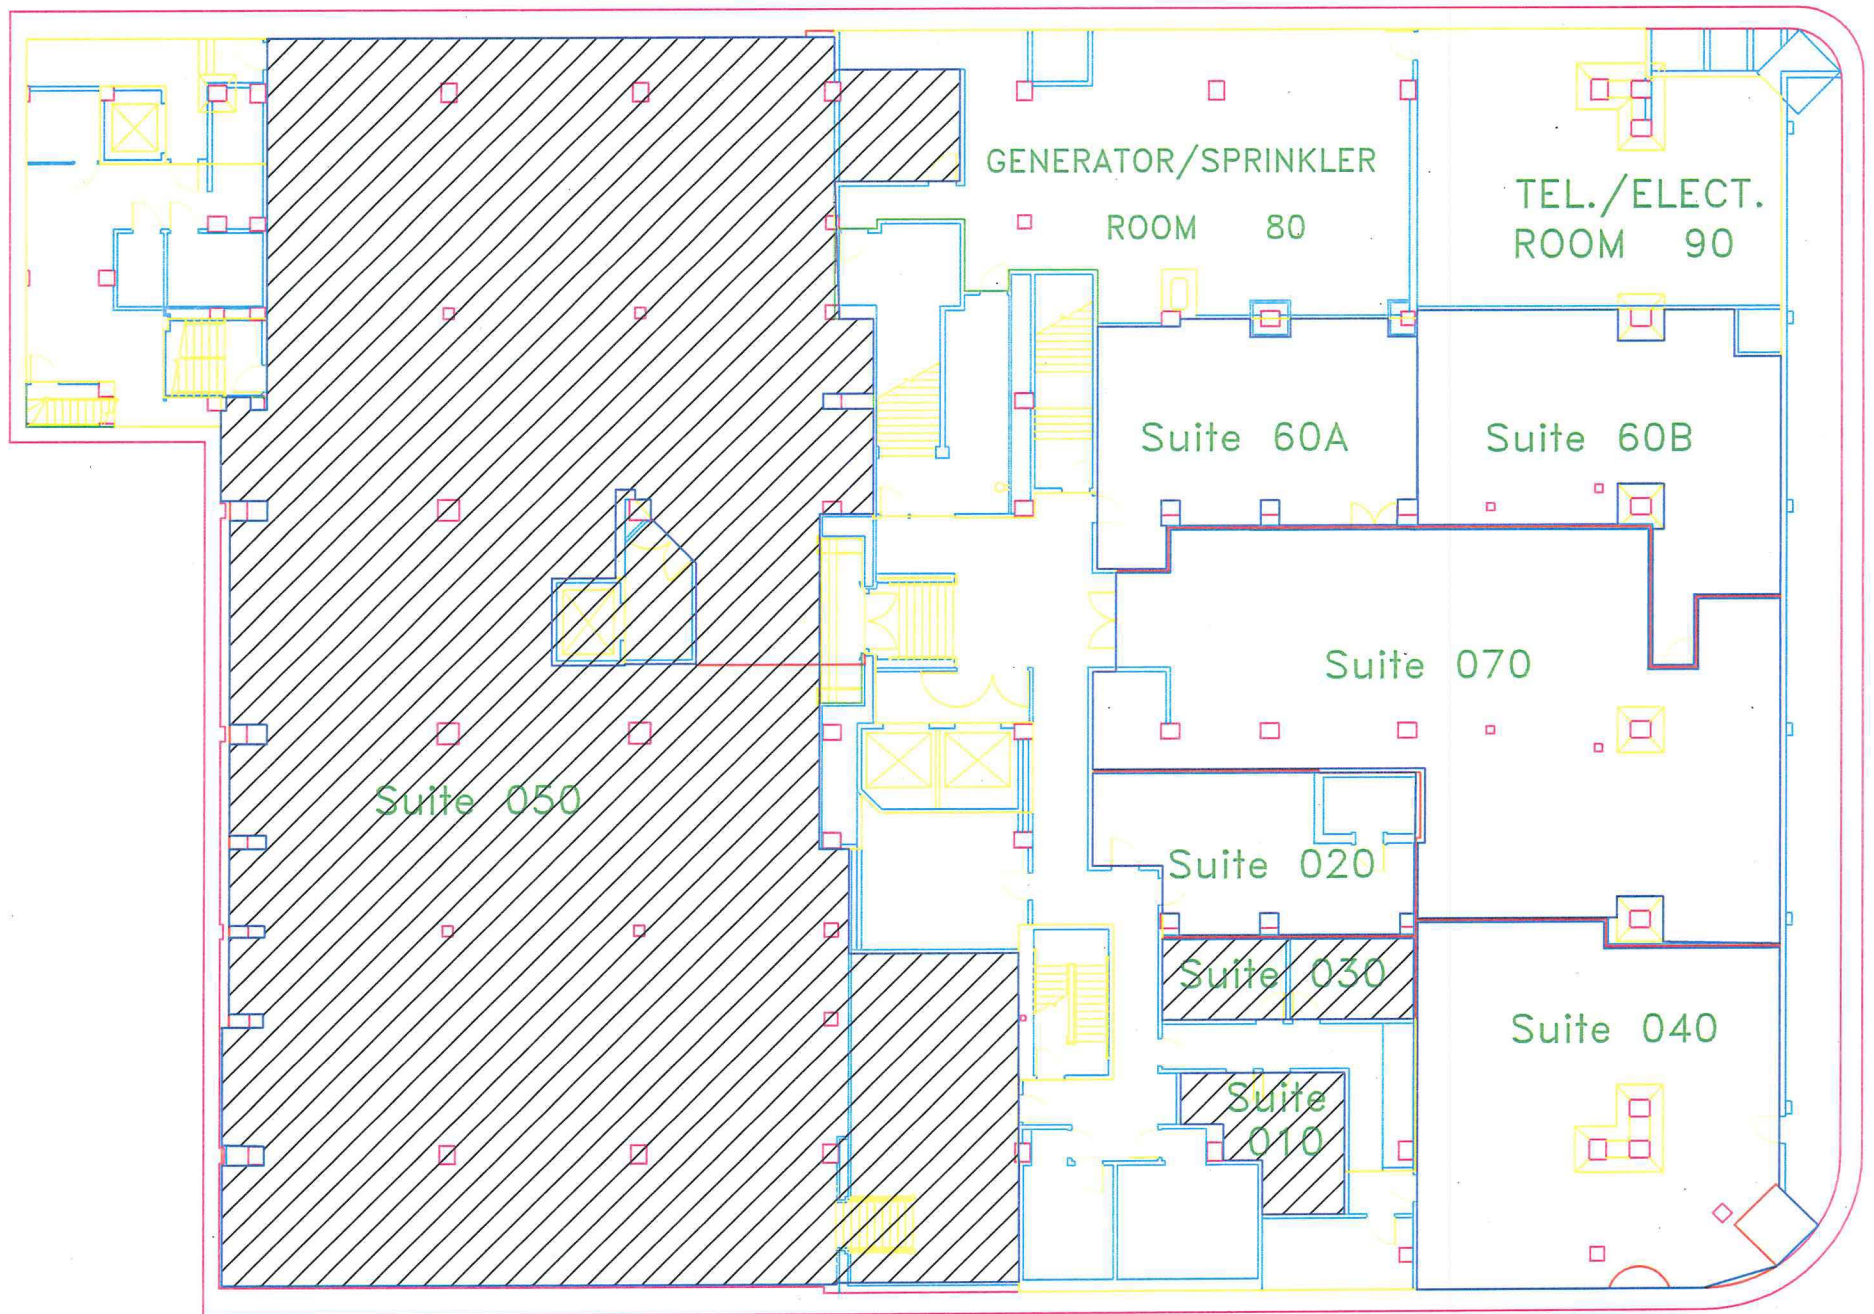 GENERATOR/SPRINKLER
ROOM 80
TEL./ELECT.
ROOM 90
Suite 60A
Suite 60B
Suite 070
Suite 050
Suite 020
Suite 030
Suite 040
Suite
010